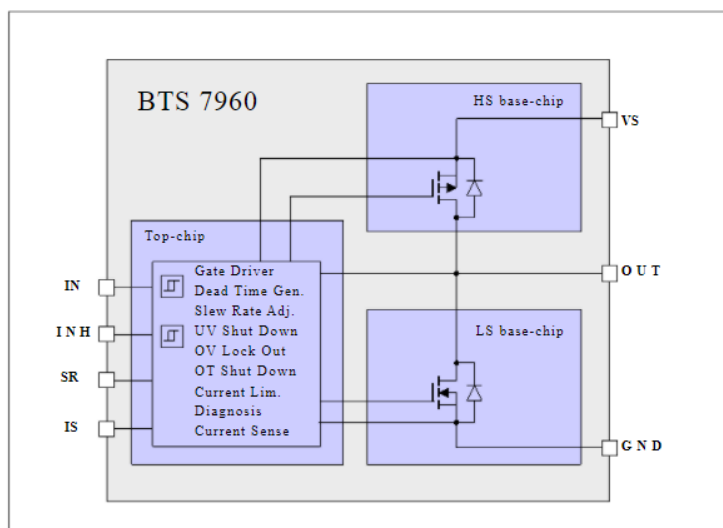 BTS 7960
HS base-chip
VS
Top-chip
Gate Driver
Dead Time Gen.
Slew Rate Adj.
UV Shut Down
OV Lock Out
OT Shut Down
Current Lim.
Diagnosis
Current Sense
IN
INH
SR
IS
OUT
LS base-chip
GND